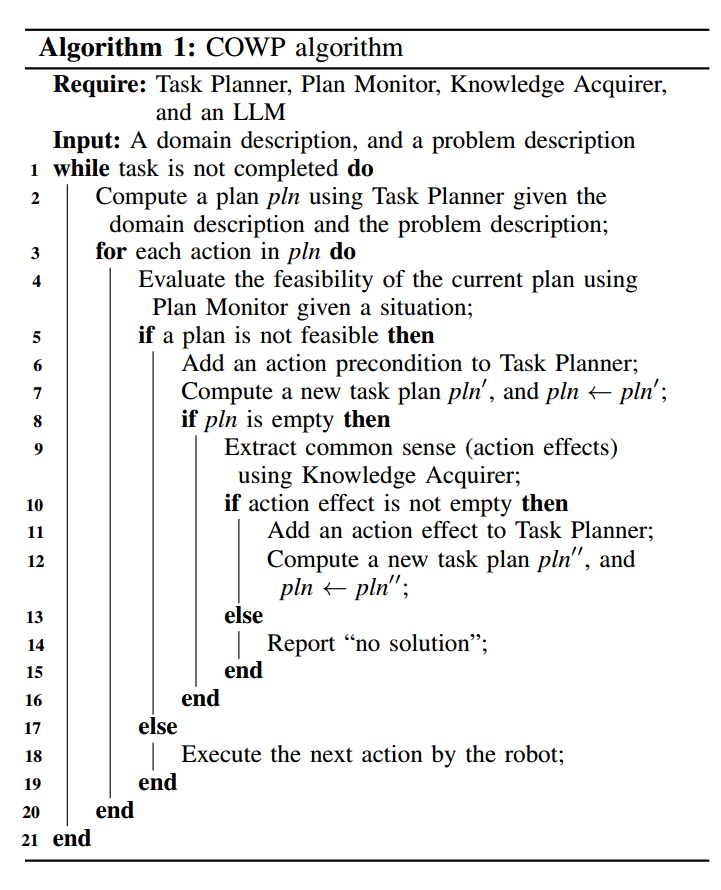 Algorithm 1: COWP algorithm
Require: Task Planner, Plan Monitor, Knowledge Acquirer,
and an LLM
Input: A domain description, and a problem description
1 while task is not completed do
2 Compute a plan pln using Task Planner given the
domain description and the problem description;
3 for each action in pln do
4 Evaluate the feasibility of the current plan using
Plan Monitor given a situation;
5 if a plan is not feasible then
6 Add an action precondition to Task Planner;
7 Compute a new task plan pln′, and pln ← pln′;
8 if pln is empty then
9 Extract common sense (action effects)
using Knowledge Acquirer;
10 if action effect is not empty then
11 Add an action effect to Task Planner;
12 Compute a new task plan pln″, and
pln ← pln″;
13 else
14 Report “no solution”;
15 end
16 end
17 else
18 Execute the next action by the robot;
19 end
20 end
21 end